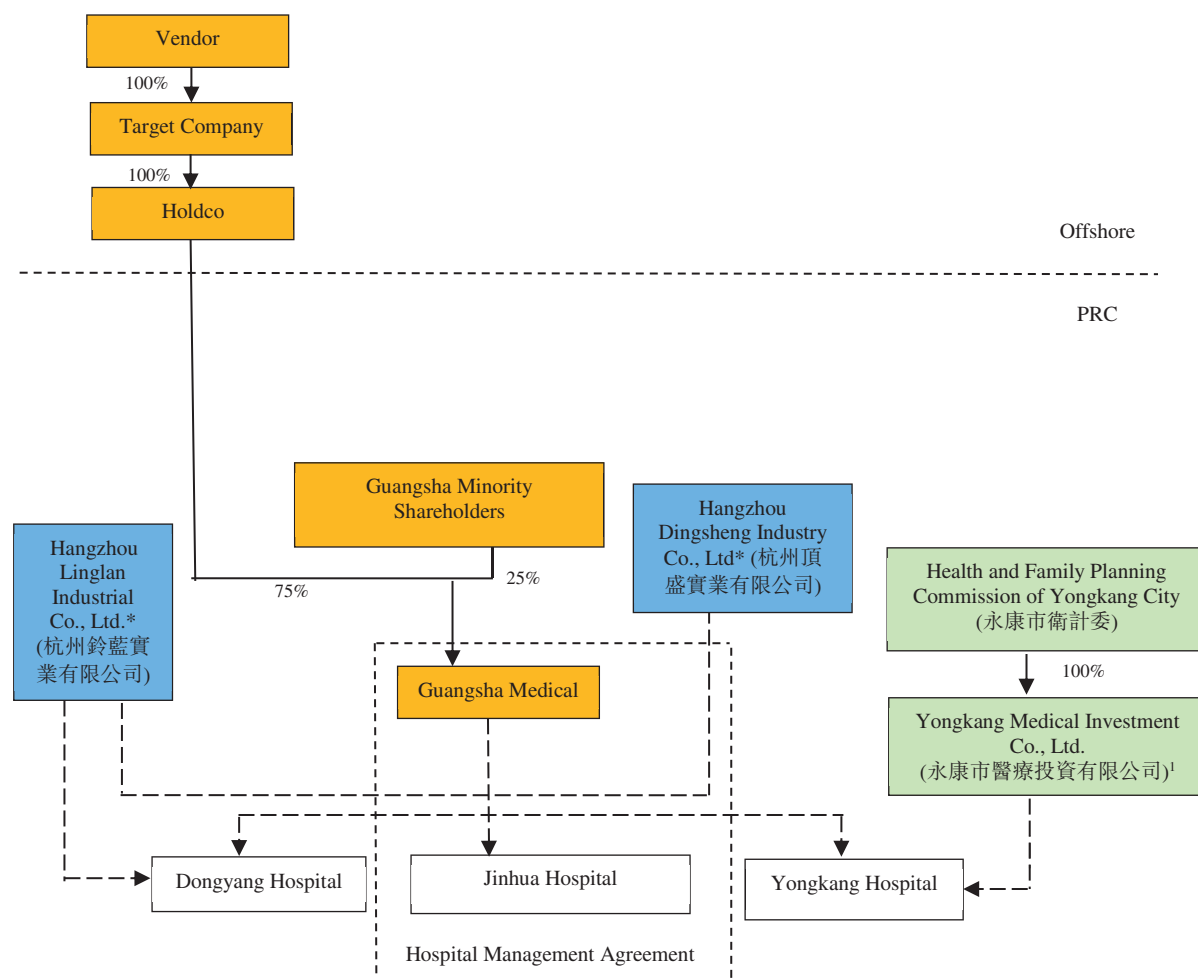 Vendor
100%
Target Company
100%
Holdco
Offshore
PRC
Guangsha Minority
Shareholders
75%
25%
Hangzhou
Linglan
Industrial
Co., Ltd.*
(杭州鈴藍實
業有限公司)
Hangzhou
Dingsheng Industry
Co., Ltd* (杭州頂
盛實業有限公司)
Health and Family Planning
Commission of Yongkang City
(永康市衛計委)
100%
Guangsha Medical
Yongkang Medical Investment
Co., Ltd.
(永康市醫療投資有限公司)¹
Dongyang Hospital
Jinhua Hospital
Yongkang Hospital
Hospital Management Agreement